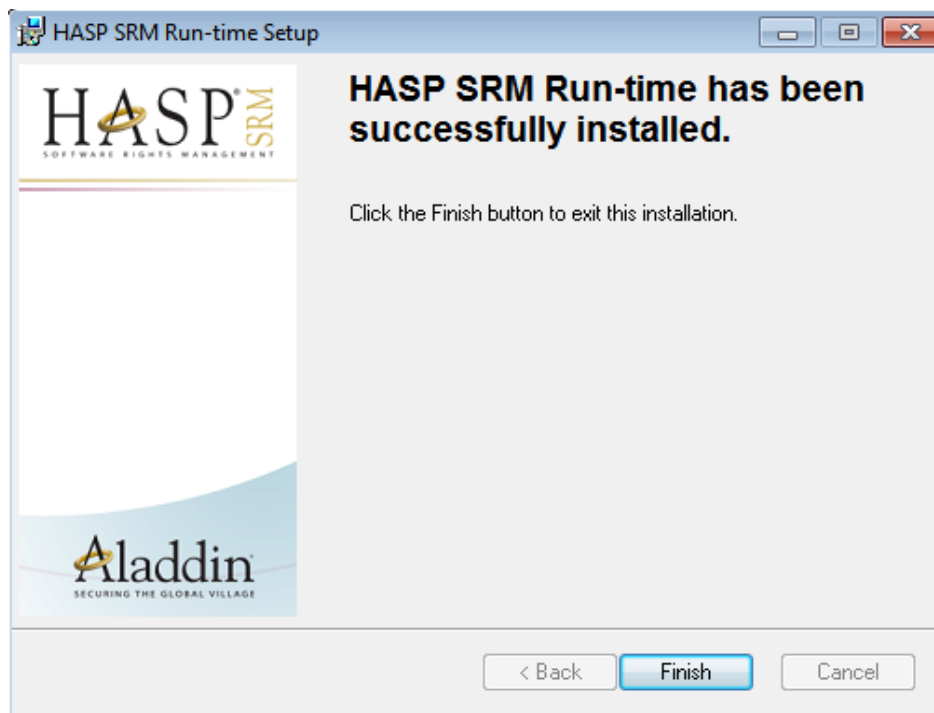 HASP SRM Run-time Setup
HASP® SRM
SOFTWARE RIGHTS MANAGEMENT
HASP SRM Run-time has been
successfully installed.
Click the Finish button to exit this installation.
Aladdin
SECURING THE GLOBAL VILLAGE
< Back
Finish
Cancel